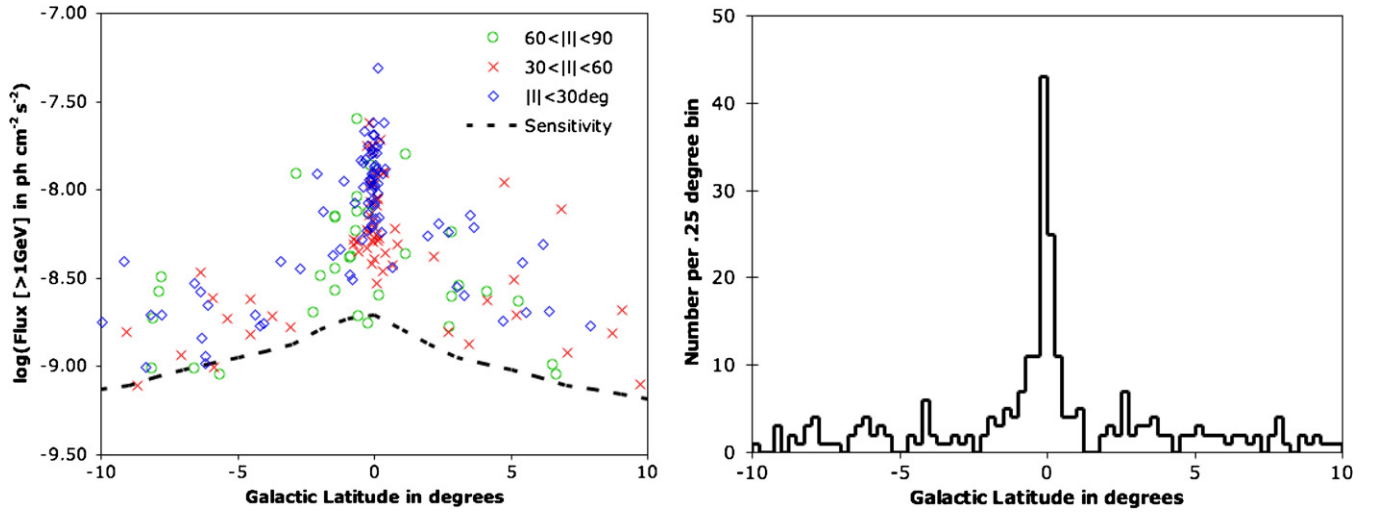 -7.00
-7.50
-8.00
-8.50
-9.00
-9.50
log(Flux [>1GeV] in ph cm-2 s-2)
60<|l|<90
30<|l|<60
|l|<30deg
Sensitivity
-10
-5
0
5
10
Galactic Latitude in degrees
50
40
30
20
10
0
Number per .25 degree bin
-10
-5
0
5
10
Galactic Latitude in degrees